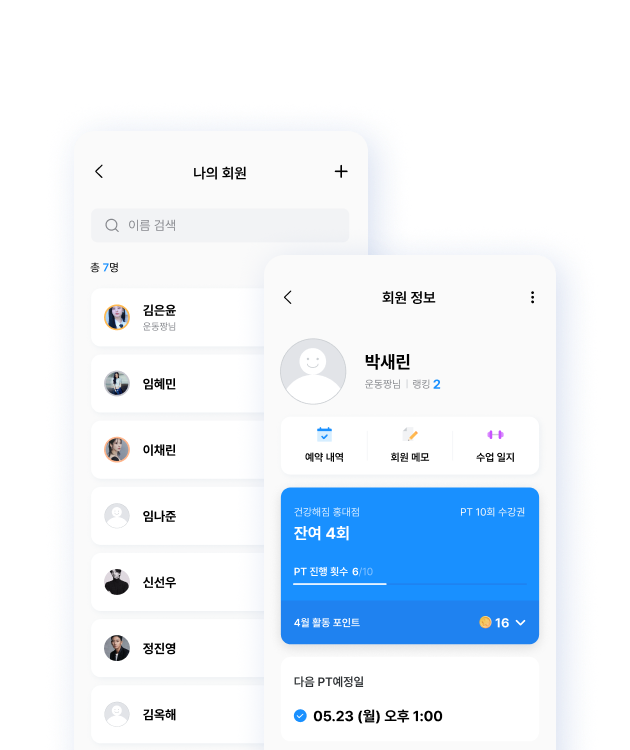 나의 회원
이름 검색
총 7명
김은윤
운동짱님
임혜민
이채린
임나준
신선우
정진영
김옥해
회원 정보
박새린
운동짱님 | 랭킹 2
예약 내역
회원 메모
수업 일지
건강해짐 홍대점
PT 10회 수강권
잔여 4회
PT 진행 횟수 6/10
4월 활동 포인트
16
다음 PT예정일
05.23 (월) 오후 1:00